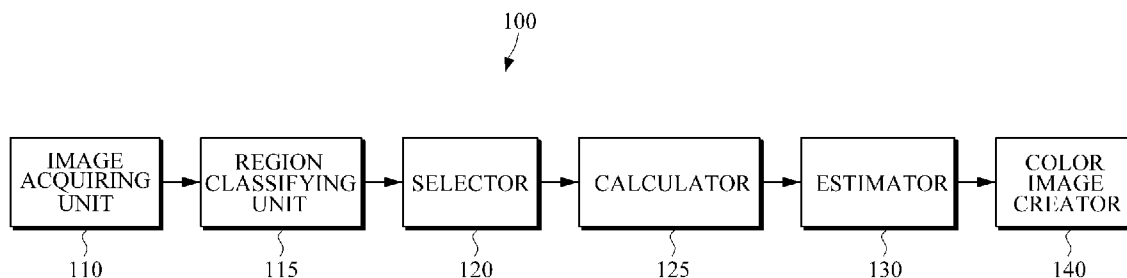 100
IMAGE
ACQUIRING
UNIT
REGION
CLASSIFYING
UNIT
SELECTOR
CALCULATOR
ESTIMATOR
COLOR
IMAGE
CREATOR
110
115
120
125
130
140